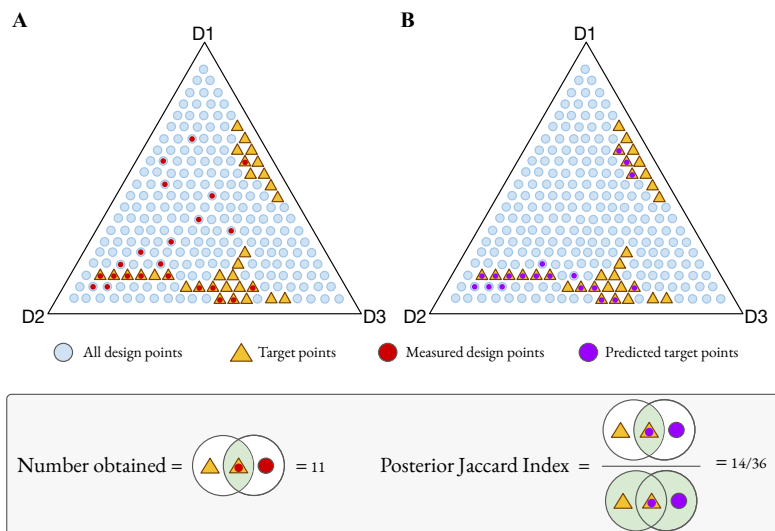 A
B
D1
D1
D2
D3
D2
D3
All design points
Target points
Measured design points
Predicted target points
Number obtained = = 11
Posterior Jaccard Index = = 14/36